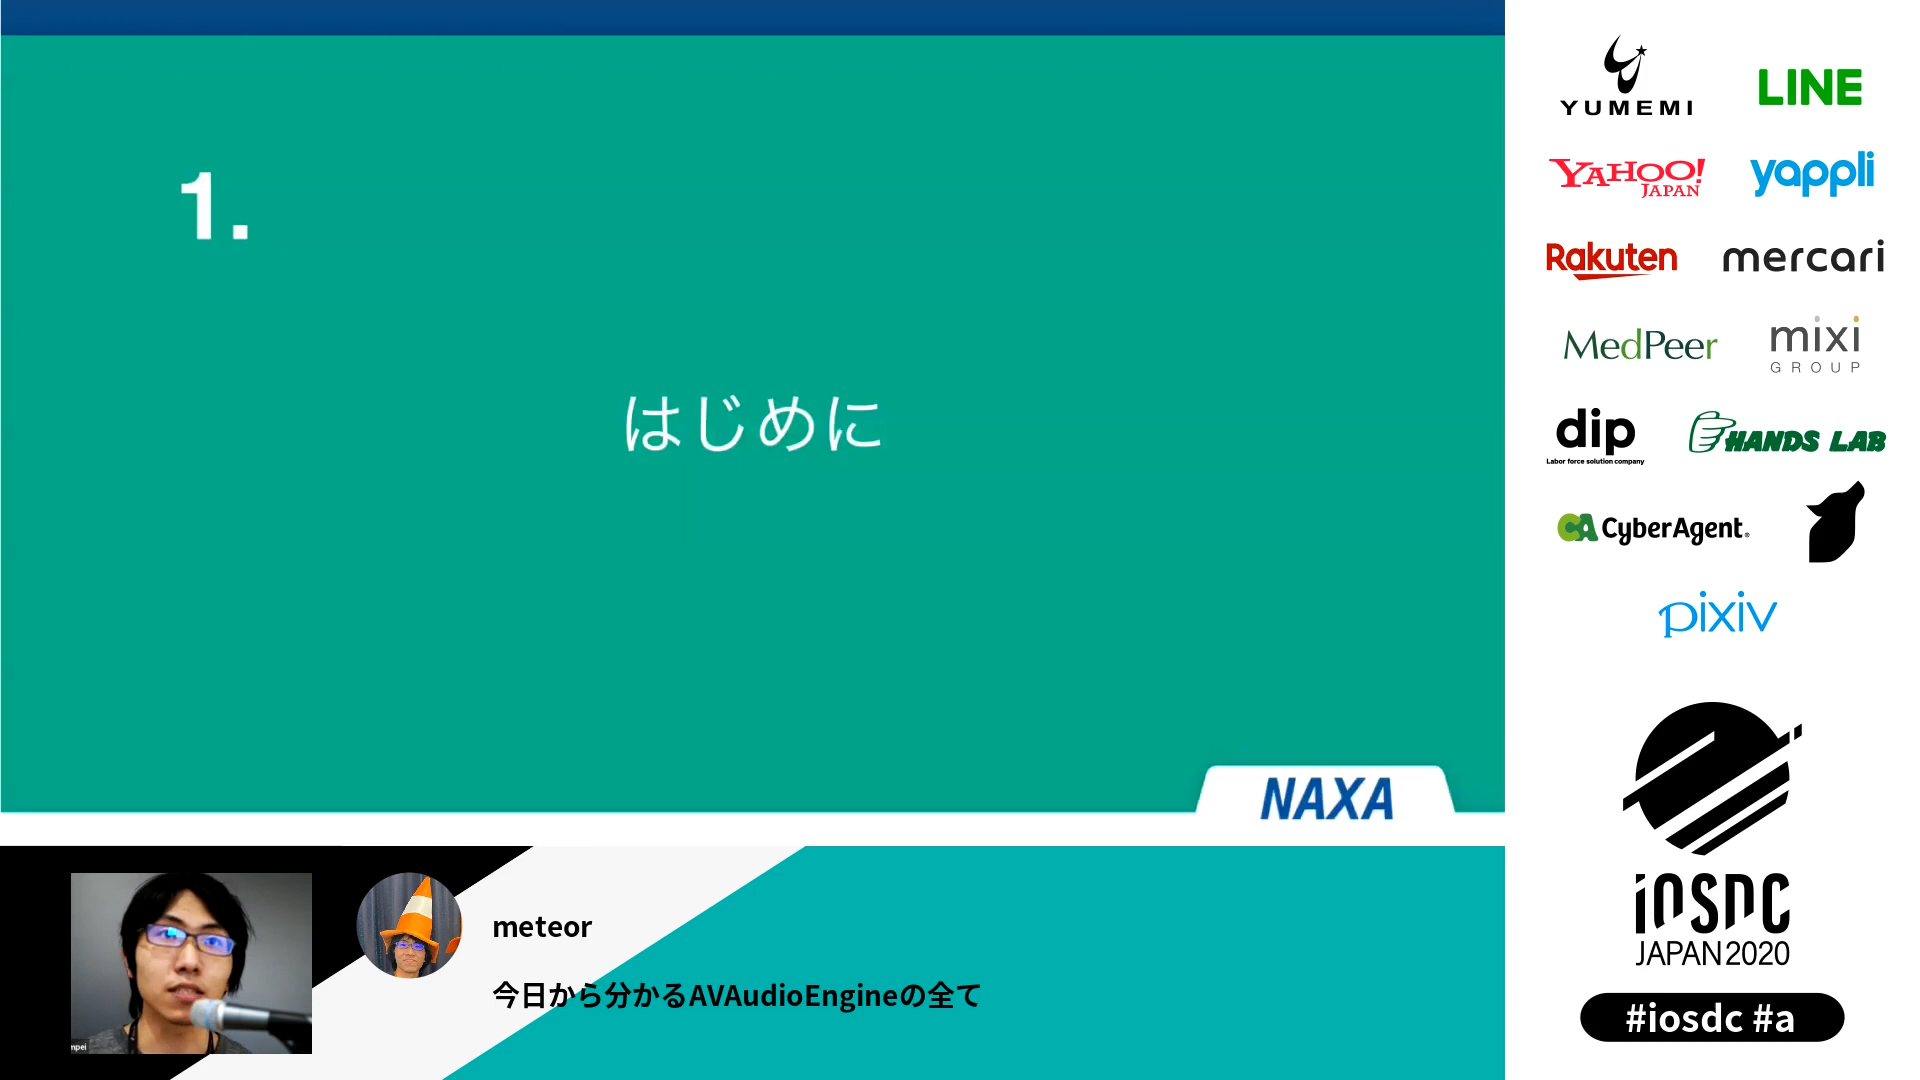 1.
はじめに
NAXA
mpei
meteor
今日から分かるAVAudioEngineの全て
YUMEMI
LINE
YAHOO!
JAPAN
yappli
Rakuten
mercari
MedPeer
mixi
GROUP
dip
Labor force solution company
HANDS LAB
CA CyberAgent®
pixiv
iOSDC
JAPAN 2020
#iosdc #a